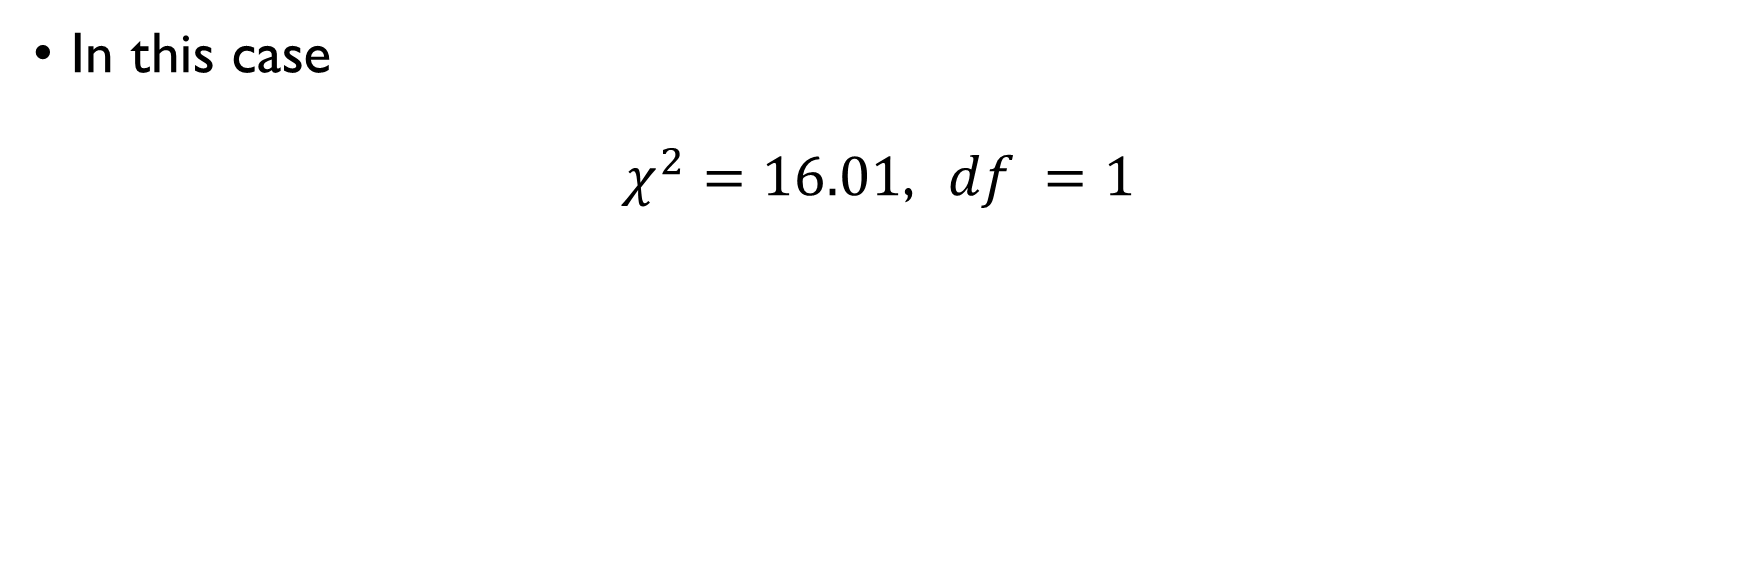 • In this case
χ² = 16.01, df = 1